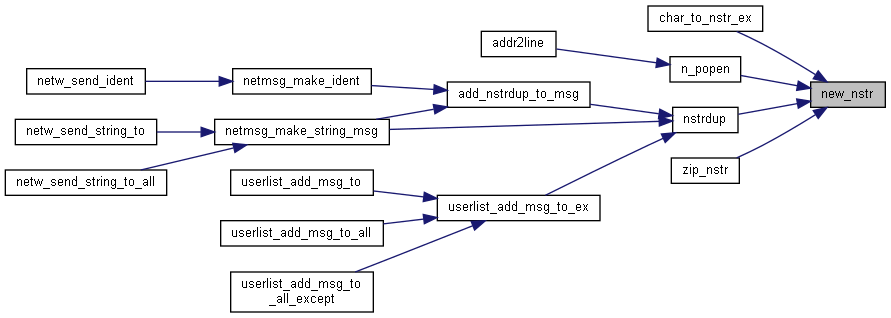 char_to_nstr_ex
addr2line
n_popen
netw_send_ident
netmsg_make_ident
add_nstrdup_to_msg
new_nstr
netw_send_string_to
netmsg_make_string_msg
nstrdup
netw_send_string_to_all
userlist_add_msg_to
zip_nstr
userlist_add_msg_to_ex
userlist_add_msg_to_all
userlist_add_msg_to
_all_except